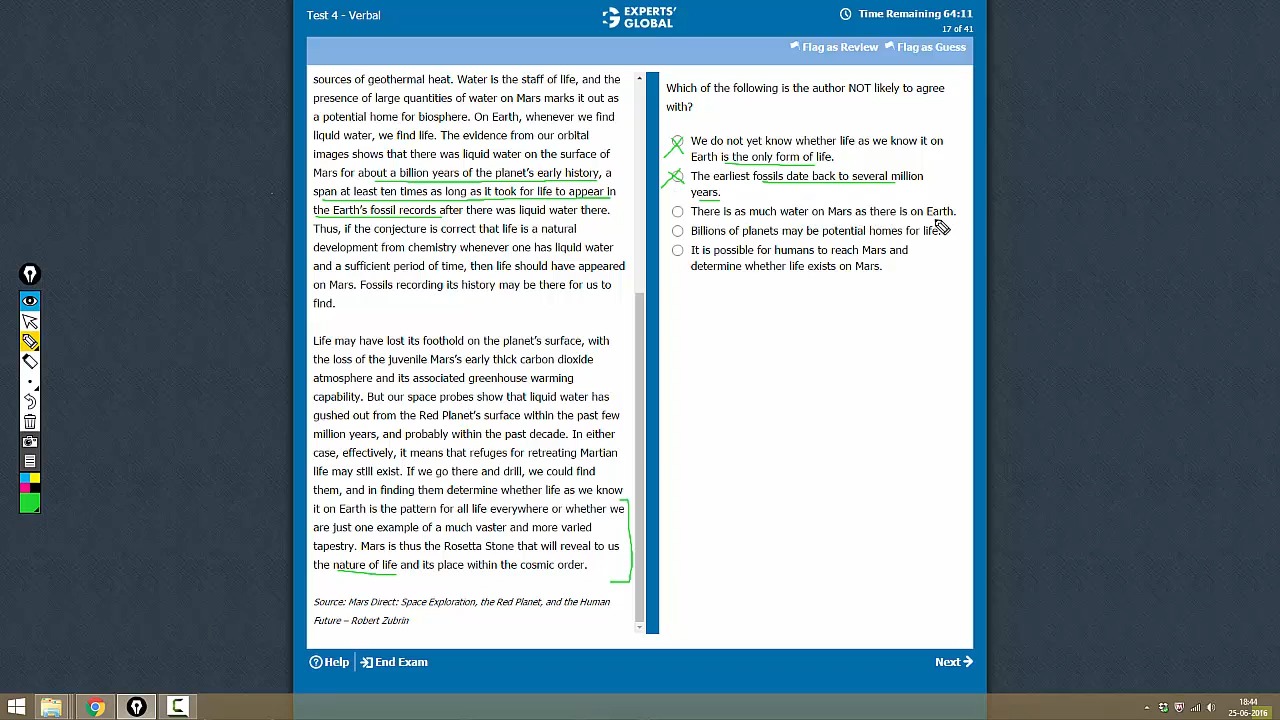 Test 4 - Verbal
EXPERTS'
GLOBAL
Time Remaining 64:11
17 of 41
Flag as Review
Flag as Guess
sources of geothermal heat. Water is the staff of life, and the
presence of large quantities of water on Mars marks it out as
a potential home for biosphere. On Earth, whenever we find
liquid water, we find life. The evidence from our orbital
images shows that there was liquid water on the surface of
Mars for about a billion years of the planet's early history, a
span at least ten times as long as it took for life to appear in
the Earth's fossil records after there was liquid water there.
Thus, if the conjecture is correct that life is a natural
development from chemistry whenever one has liquid water
and a sufficient period of time, then life should have appeared
on Mars. Fossils recording its history may be there for us to
find.
Life may have lost its foothold on the planet's surface, with
the loss of the juvenile Mars's early thick carbon dioxide
atmosphere and its associated greenhouse warming
capability. But our space probes show that liquid water has
gushed out from the Red Planet's surface within the past few
million years, and probably within the past decade. In either
case, effectively, it means that refuges for retreating Martian
life may still exist. If we go there and drill, we could find
them, and in finding them determine whether life as we know
it on Earth is the pattern for all life everywhere or whether we
are just one example of a much vaster and more varied
tapestry. Mars is thus the Rosetta Stone that will reveal to us
the nature of life and its place within the cosmic order.
Source: Mars Direct: Space Exploration, the Red Planet, and the Human
Future – Robert Zubrin
Which of the following is the author NOT likely to agree
with?
We do not yet know whether life as we know it on
Earth is the only form of life.
The earliest fossils date back to several million
years.
There is as much water on Mars as there is on Earth.
Billions of planets may be potential homes for life.
It is possible for humans to reach Mars and
determine whether life exists on Mars.
Help
End Exam
Next
18:44
25-06-2016